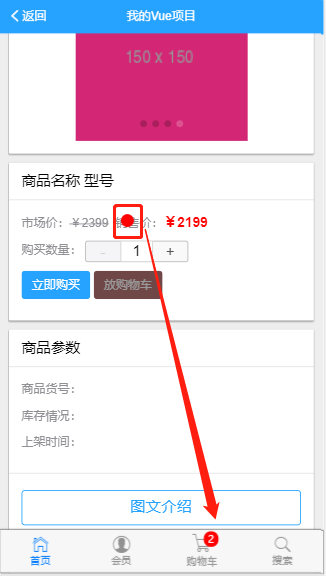 返回 我的Vue项目
150 x 150
商品名称 型号
市场价: ￥2399 销售价: ￥2199
购买数量: - 1 +
立即购买 放购物车
商品参数
商品货号:
库存情况:
上架时间:
图文介绍
2
首页 会员 购物车 搜索